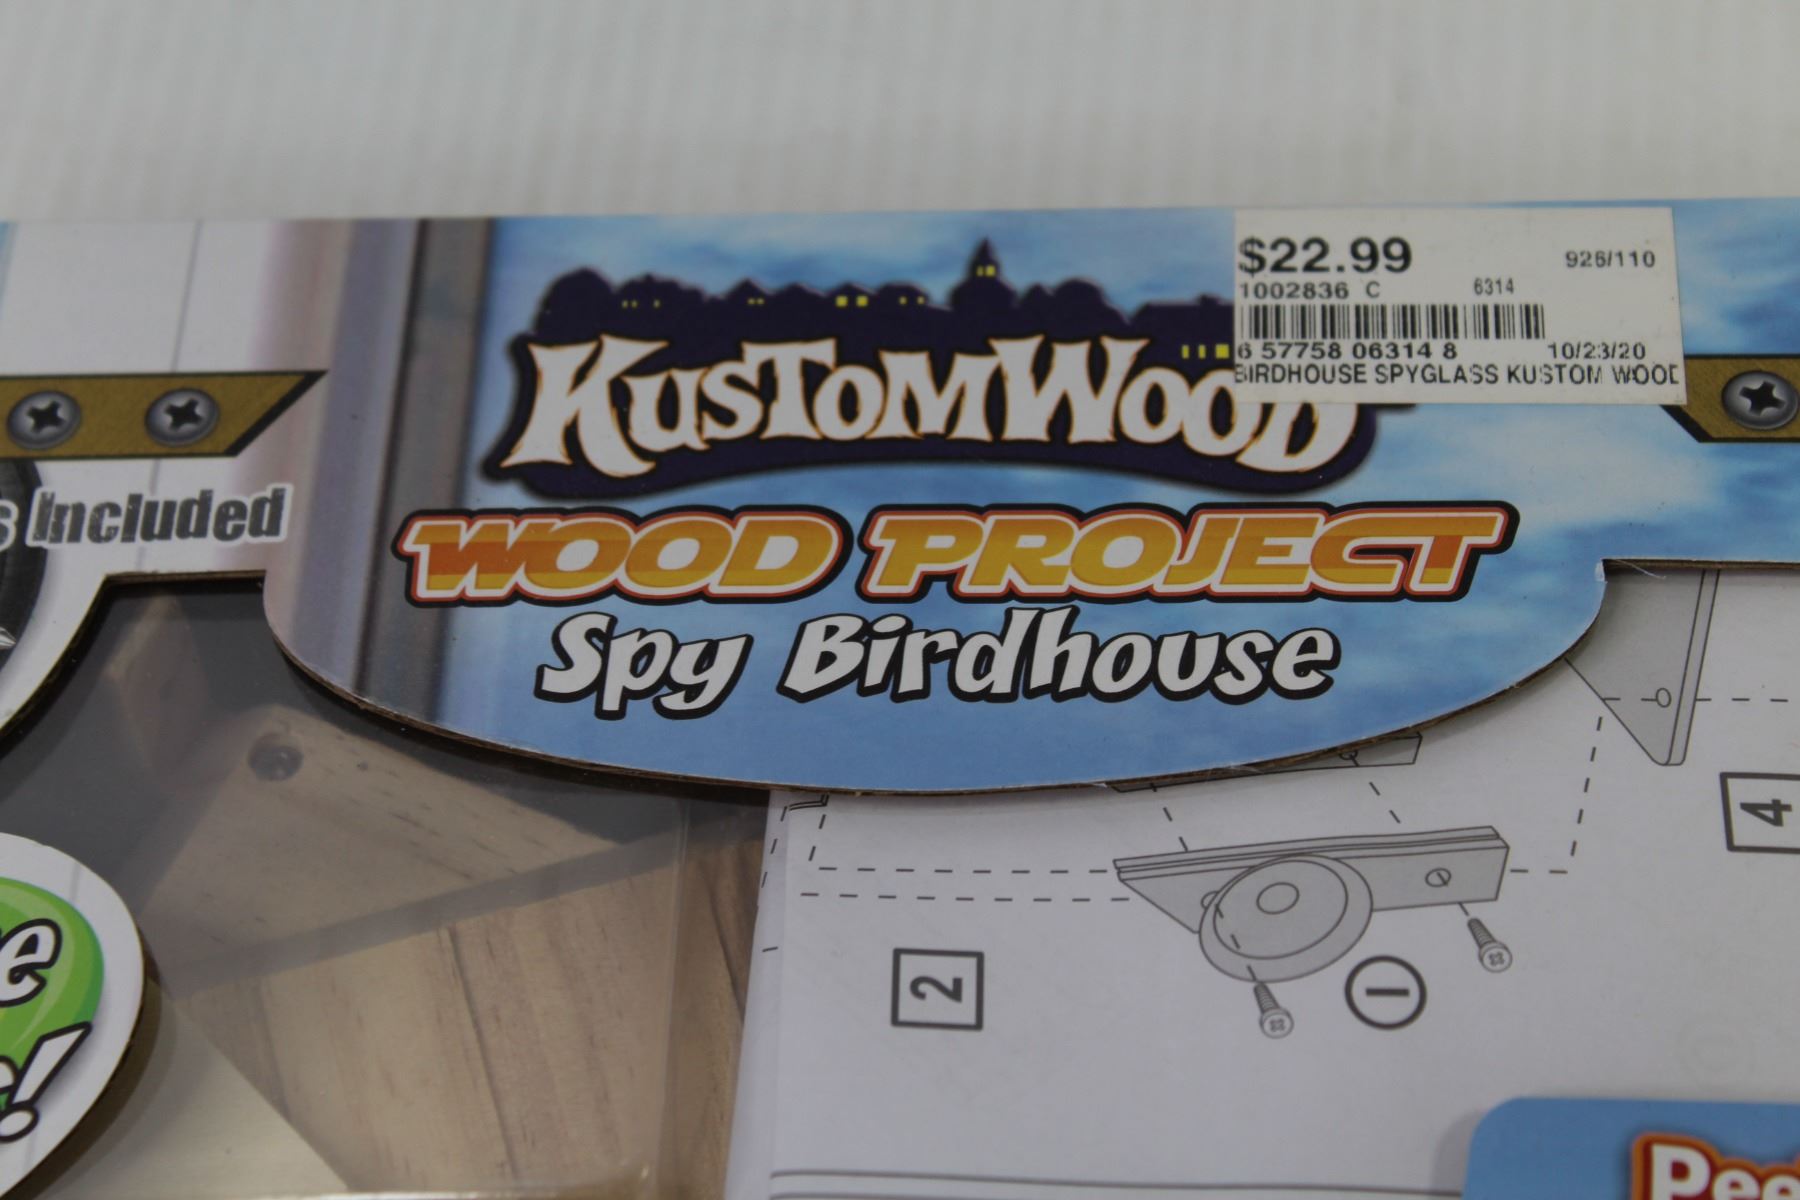 $22.99 926/110
1002836 C 6314
6 57758 06314 8 10/23/20
BIRDHOUSE SPYGLASS KUSTOM WOOD
KUSTOMWOOD
s Included
WOOD PROJECT
Spy Birdhouse
4
2
1
e
!
Pee